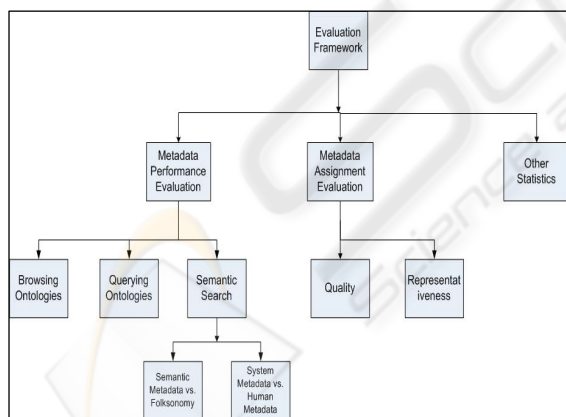 Evaluation
Framework
Metadata
Performance
Evaluation
Metadata
Assignment
Evaluation
Other
Statistics
Browsing
Ontologies
Querying
Ontologies
Semantic
Search
Quality
Representat
iveness
Semantic
Metadata vs.
Folksonomy
System
Metadata vs.
Human
Metadata